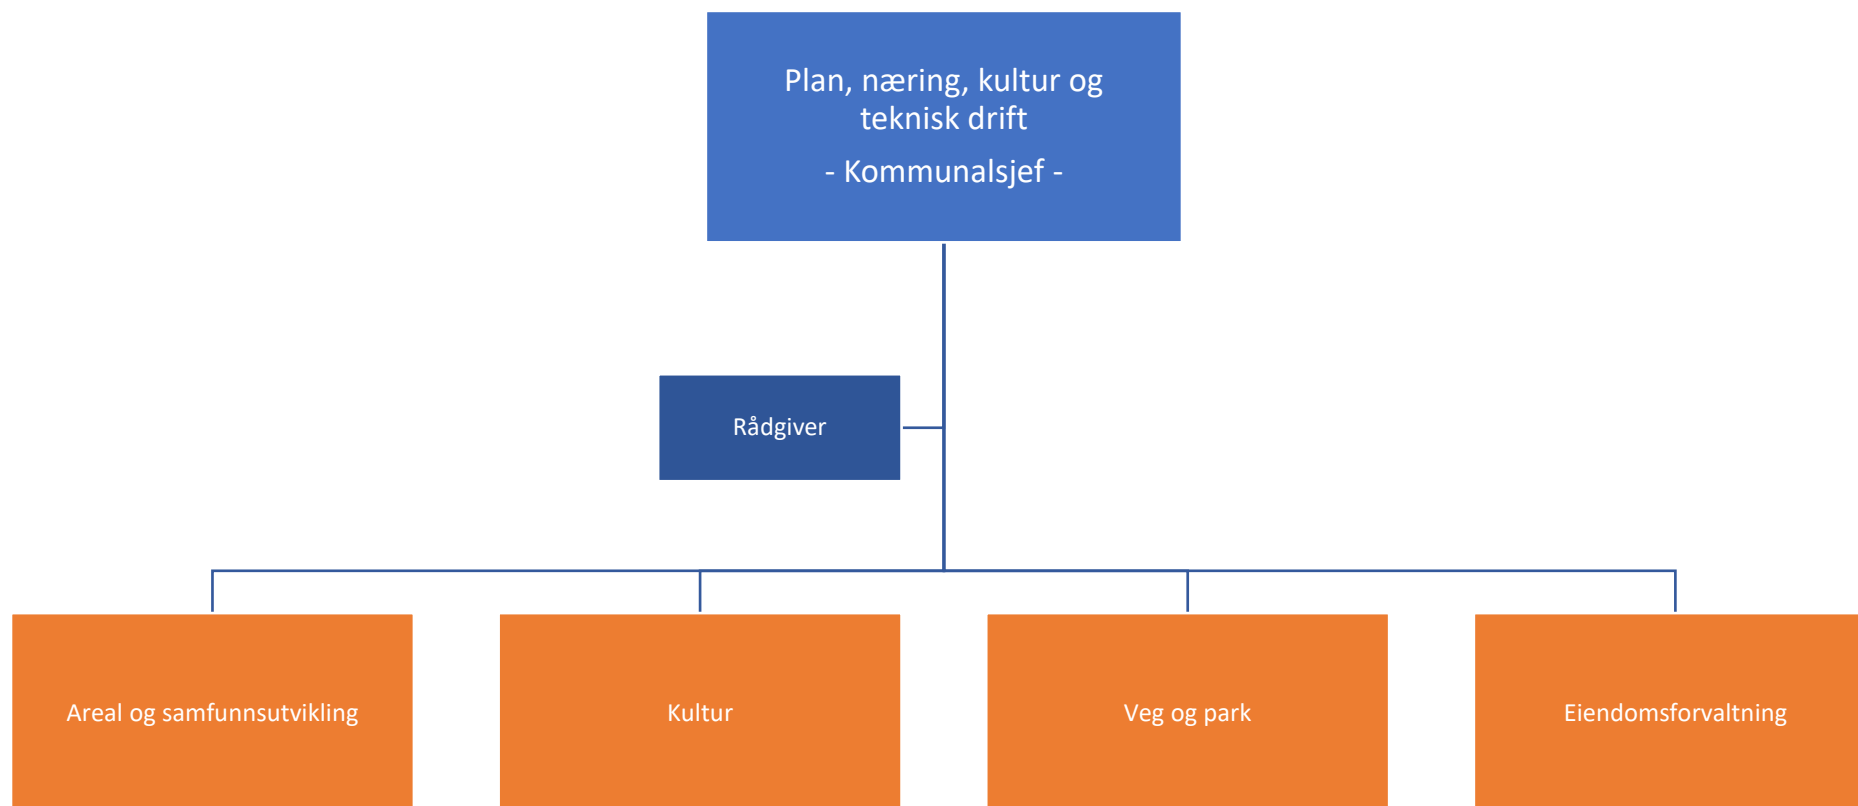 Plan, næring, kultur og
teknisk drift
- Kommunalsjef -
Rådgiver
Areal og samfunnsutvikling
Kultur
Veg og park
Eiendomsforvaltning